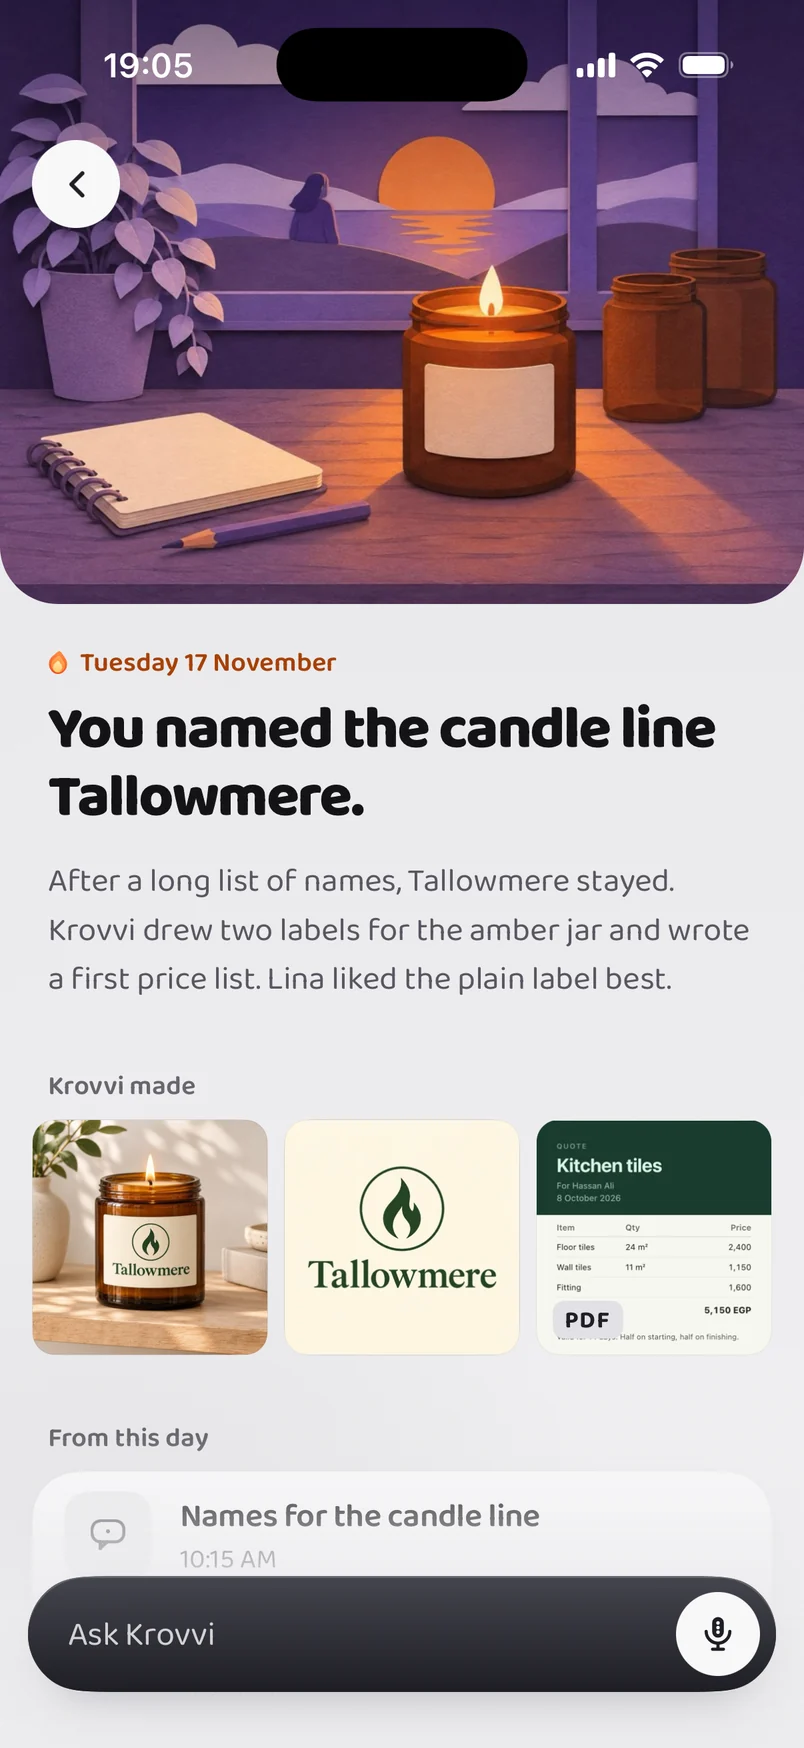 19:05
Tuesday 17 November
You named the candle line
Tallowmere.
After a long list of names, Tallowmere stayed.
Krovvi drew two labels for the amber jar and wrote
a first price list. Lina liked the plain label best.
Krovvi made
Tallowmere
Tallowmere
QUOTE
Kitchen tiles
For Hassan Ali
8 October 2026
Item Qty Price
Floor tiles 24 m² 2,400
Wall tiles 11 m² 1,150
Fitting 1,600
5,150 EGP
PDF
Half on starting, half on finishing.
From this day
Names for the candle line
10:15 AM
Ask Krovvi